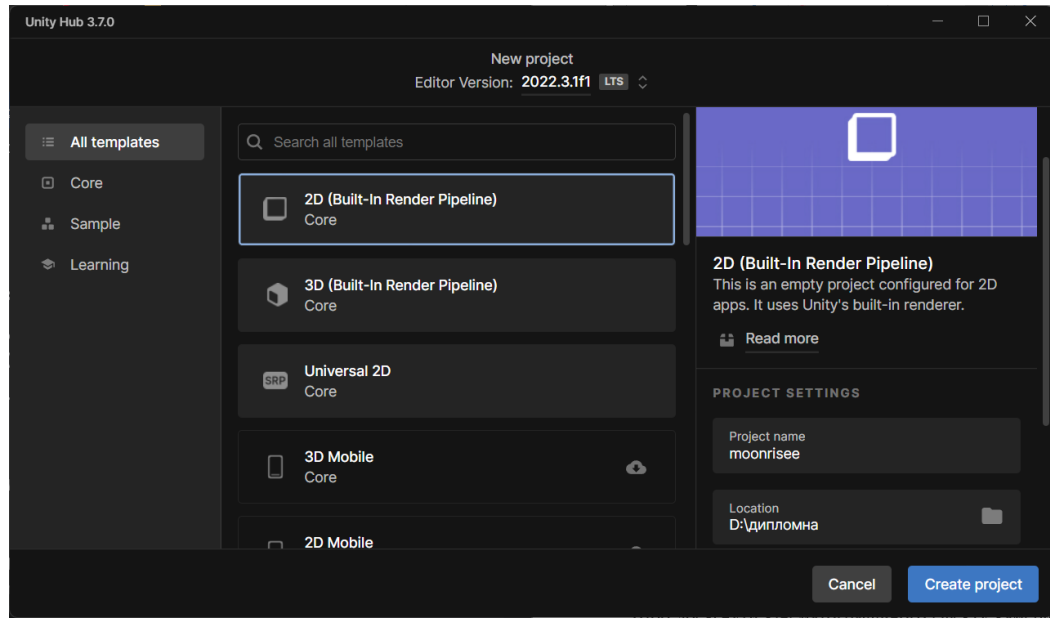 Unity Hub 3.7.0
New project
Editor Version: 2022.3.1f1 LTS
All templates
Core
Sample
Learning
Search all templates
2D (Built-In Render Pipeline)
Core
3D (Built-In Render Pipeline)
Core
SRP
Universal 2D
Core
3D Mobile
Core
2D Mobile
2D (Built-In Render Pipeline)
This is an empty project configured for 2D
apps. It uses Unity's built-in renderer.
Read more
PROJECT SETTINGS
Project name
moonrisee
Location
D:\дипломна
Cancel
Create project